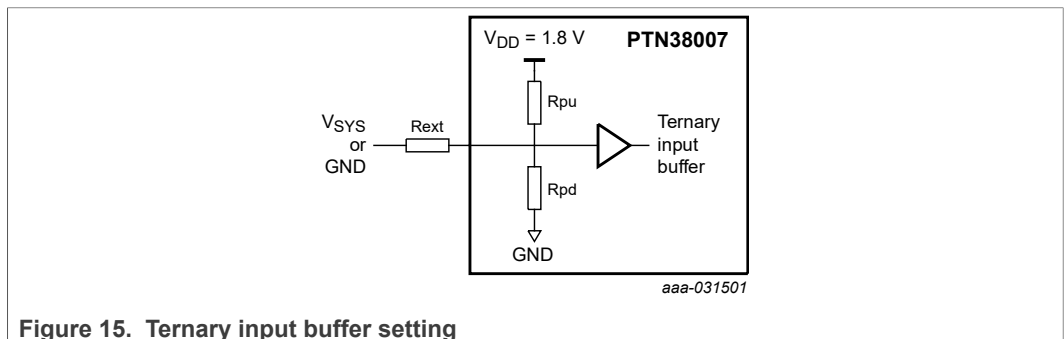 VDD = 1.8 V
PTN38007
Rpu
VSYS
or
GND
Rext
Ternary
input
buffer
Rpd
GND
aaa-031501
Figure 15. Ternary input buffer setting